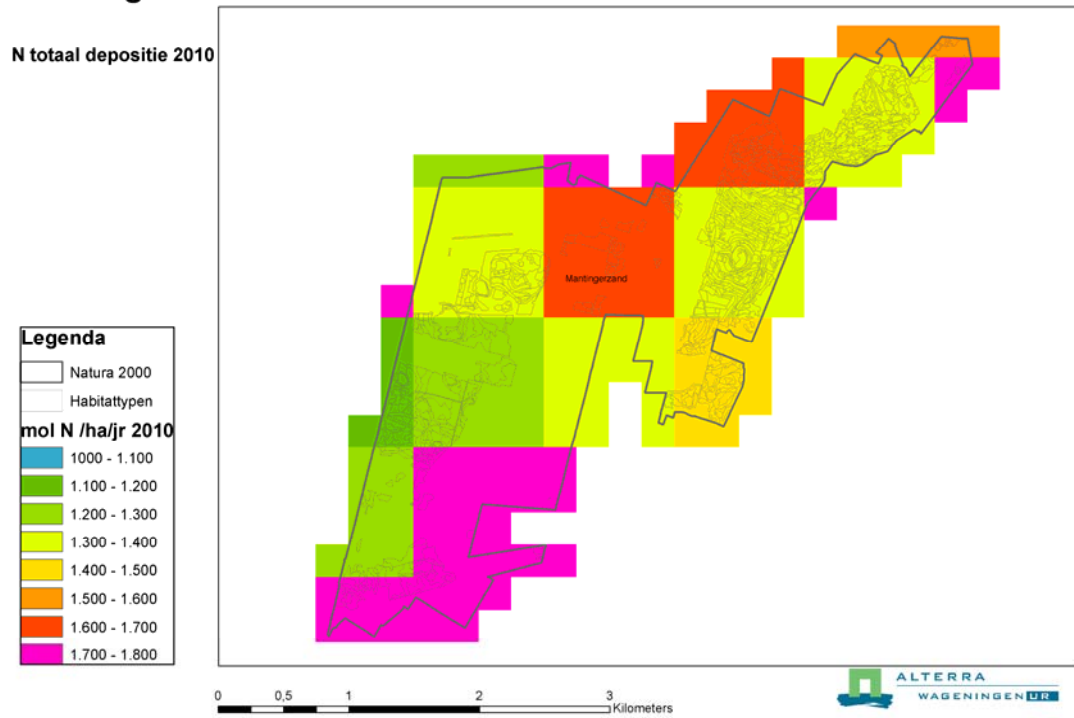 N totaal depositie 2010
Mantingerzand
Legenda
Natura 2000
Habitattypen
mol N /ha/jr 2010
1000 - 1.100
1.100 - 1.200
1.200 - 1.300
1.300 - 1.400
1.400 - 1.500
1.500 - 1.600
1.600 - 1.700
1.700 - 1.800
0 0,5 1 2 3
Kilometers
ALTERRA
WAGENINGEN UR